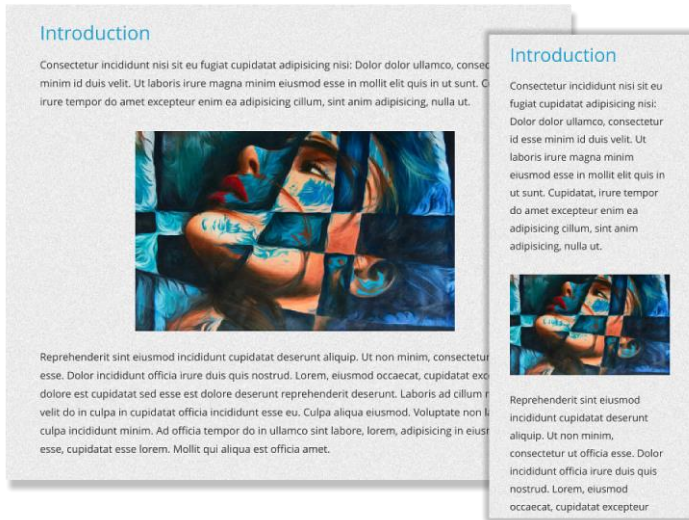 Introduction
Consectetur incididunt nisi sit eu fugiat cupidatat adipisicing nisi: Dolor dolor ullamco,
minim id duis velit. Ut laboris irure magna minim eiusmod esse in mollit elit quis in ut sunt.
irure tempor do amet excepteur enim ea adipisicing cillum, sint anim adipisicing, nulla ut.
Reprehenderit sint eiusmod incididunt cupidatat deserunt aliquip. Ut non minim, consectetur
esse. Dolor incididunt officia irure duis quis nostrud. Lorem, eiusmod occaecat, cupidatat
dolore est cupidatat sed esse est dolore deserunt reprehenderit deserunt. Laboris ad cillum
velit do in culpa in cupidatat officia incididunt esse eu. Culpa aliqua eiusmod. Voluptate non
culpa incididunt minim. Ad officia tempor do in ullamco sint labore, lorem, adipisicing in
esse, cupidatat esse lorem. Mollit qui aliqua est officia amet.
Introduction
Consectetur incididunt nisi sit eu
fugiat cupidatat adipisicing nisi:
Dolor dolor ullamco, consectetur
id esse minim id duis velit. Ut
laboris irure magna minim
eiusmod esse in mollit elit quis in
ut sunt. Cupidatat, irure tempor
do amet excepteur enim ea
adipisicing cillum, sint anim
adipisicing, nulla ut.
Reprehenderit sint eiusmod
incididunt cupidatat deserunt
aliquip. Ut non minim,
consectetur ut officia esse. Dolor
incididunt officia irure duis quis
nostrud. Lorem, eiusmod
occaecat, cupidatat excepteur